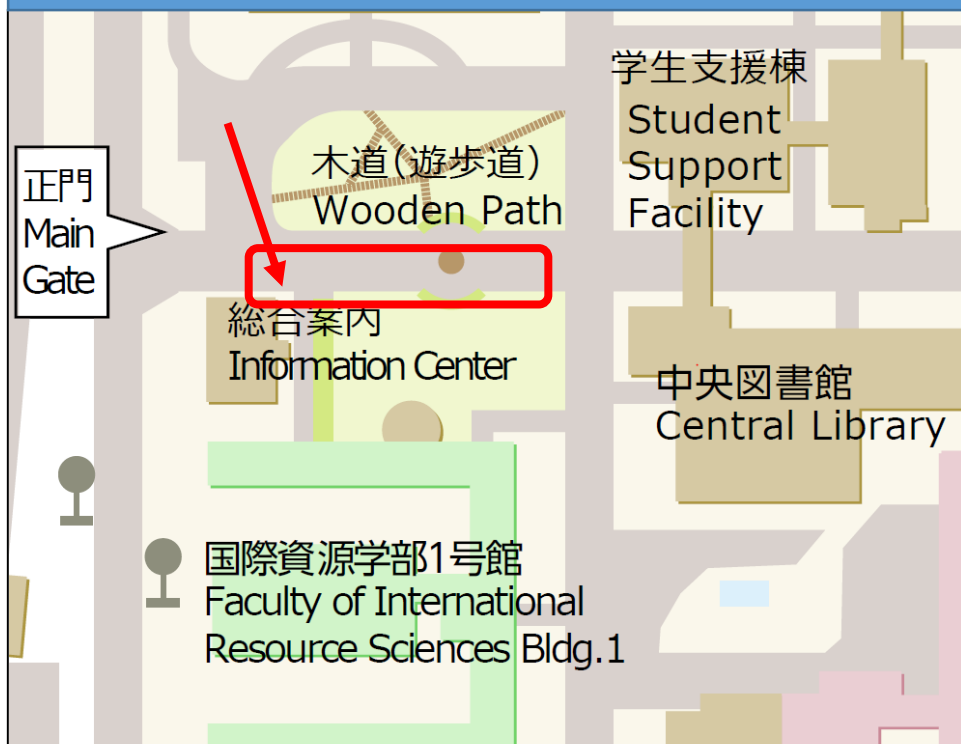 学生支援棟
Student
Support
Facility
木道(遊歩道)
Wooden Path
正門
Main
Gate
総合案内
Information Center
中央図書館
Central Library
国際資源学部1号館
Faculty of International
Resource Sciences Bldg.1